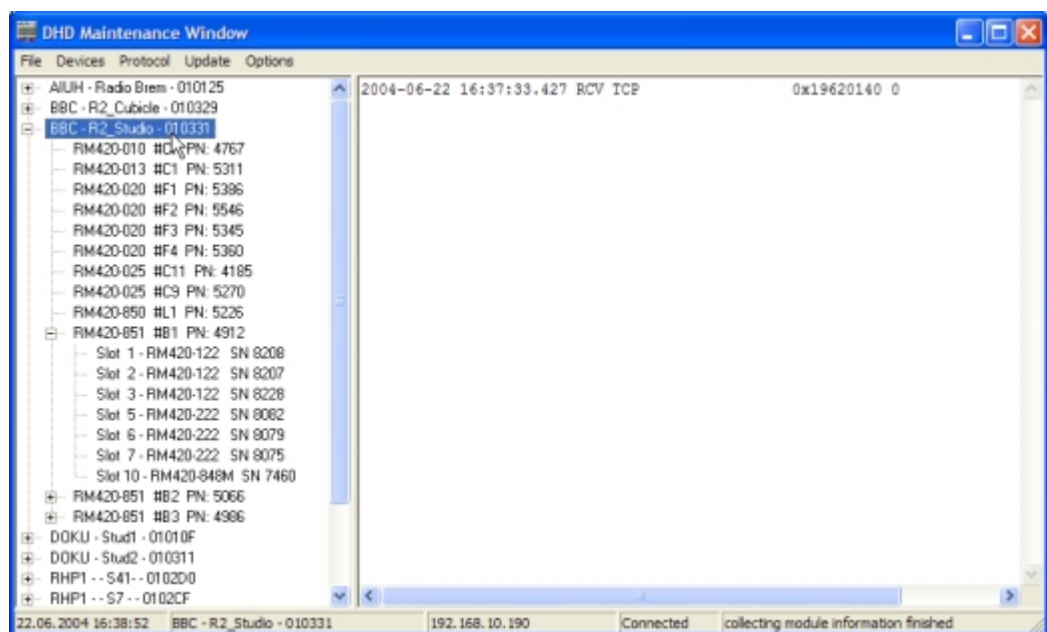 DHD Maintenance Window
File Devices Protocol Update Options
AIUH - Radio Brem - 010125
BBC - R2_Cubicle - 010329
BBC - R2_Studio - 010331
RM420-010 PN: 4767
RM420-013 #C1 PN: 5311
RM420-020 #F1 PN: 5386
RM420-020 #F2 PN: 5546
RM420-020 #F3 PN: 5345
RM420-020 #F4 PN: 5360
RM420-025 #C11 PN: 4185
RM420-025 #C9 PN: 5270
RM420-850 #L1 PN: 5226
RM420-851 #B1 PN: 4912
Slot 1 - RM420-122 SN 8208
Slot 2 - RM420-122 SN 8207
Slot 3 - RM420-122 SN 8228
Slot 5 - RM420-222 SN 8082
Slot 6 - RM420-222 SN 8079
Slot 7 - RM420-222 SN 8075
Slot 10 - RM420-848M SN 7460
RM420-851 #B2 PN: 5066
RM420-851 #B3 PN: 4986
DOKU - Stud1 - 01010F
DOKU - Stud2 - 010311
RHP1 - - S41- - 0102D0
RHP1 - - S7 - - 0102CF
2004-06-22 16:37:33.427 RCV TCP 0x19620140 0
22.06.2004 16:38:52 BBC - R2_Studio - 010331 192.168.10.190 Connected collecting module information finished